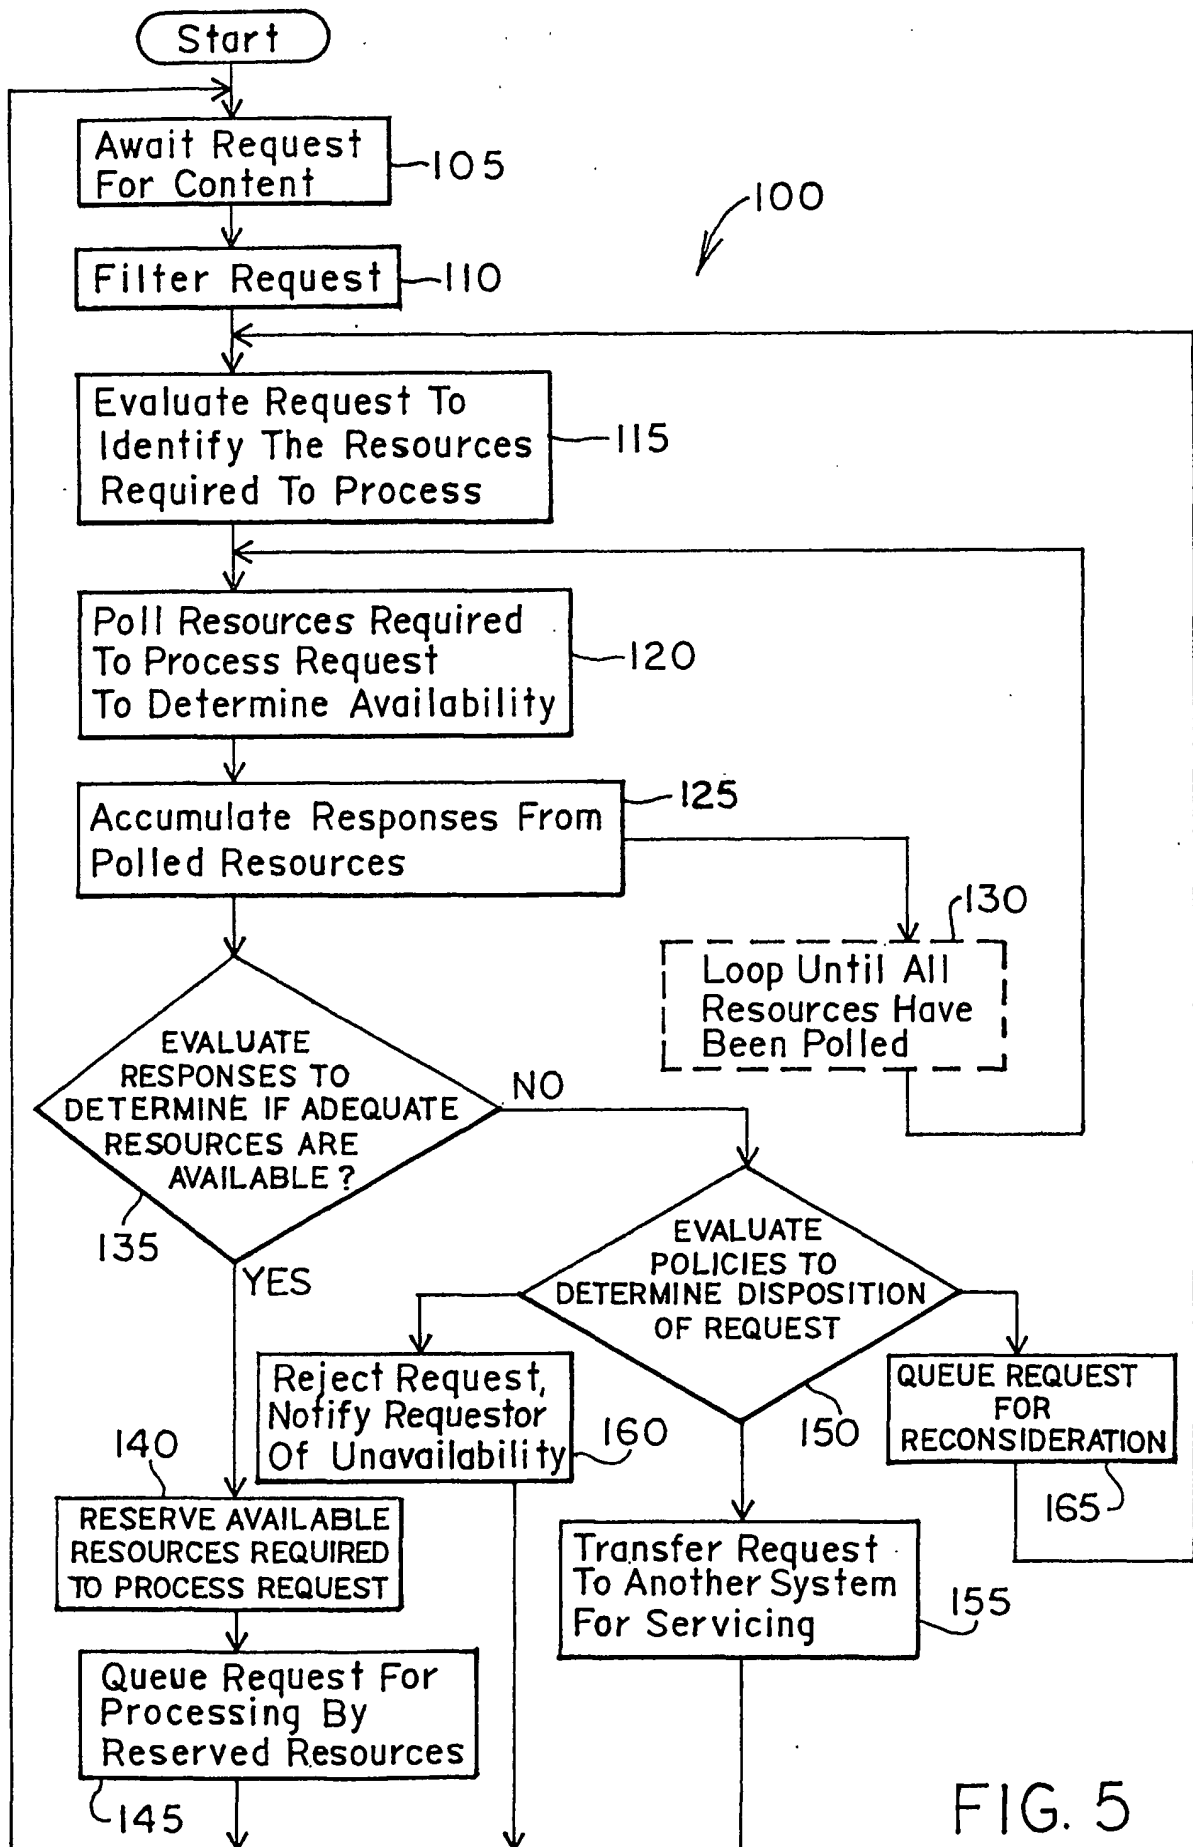 Start
Await Request
For Content
105
100
Filter Request
110
Evaluate Request To
Identify The Resources
Required To Process
115
Poll Resources Required
To Process Request
To Determine Availability
120
Accumulate Responses From
Polled Resources
125
130
Loop Until All
Resources Have
Been Polled
EVALUATE
RESPONSES TO
DETERMINE IF ADEQUATE
RESOURCES ARE
AVAILABLE?
135
NO
YES
EVALUATE
POLICIES TO
DETERMINE DISPOSITION
OF REQUEST
150
Reject Request,
Notify Requestor
Of Unavailability
160
QUEUE REQUEST
FOR
RECONSIDERATION
165
140
RESERVE AVAILABLE
RESOURCES REQUIRED
TO PROCESS REQUEST
Transfer Request
To Another System
For Servicing
155
Queue Request For
Processing By
Reserved Resources
145
FIG. 5